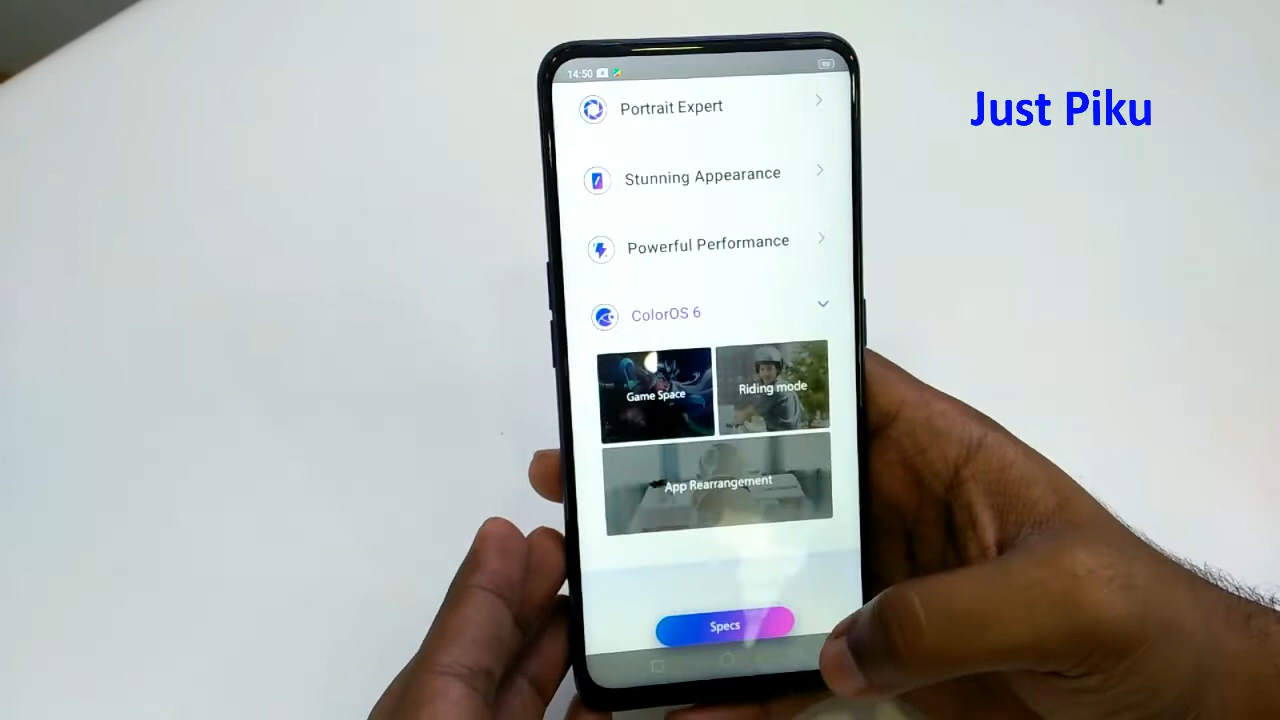 14:50
Just Piku
Portrait Expert
Stunning Appearance
Powerful Performance
ColorOS 6
Game Space
Riding mode
App Rearrangement
Specs